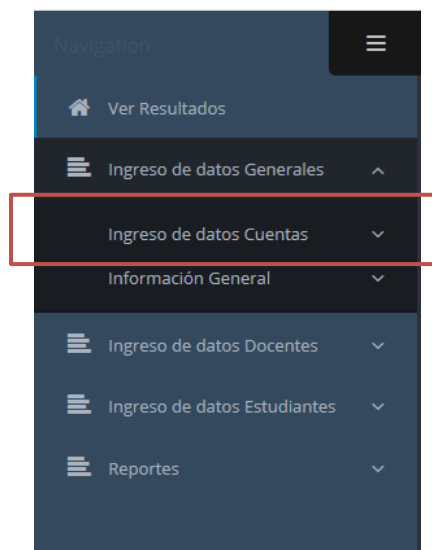 Navigation
Ver Resultados
Ingreso de datos Generales
Ingreso de datos Cuentas
Información General
Ingreso de datos Docentes
Ingreso de datos Estudiantes
Reportes